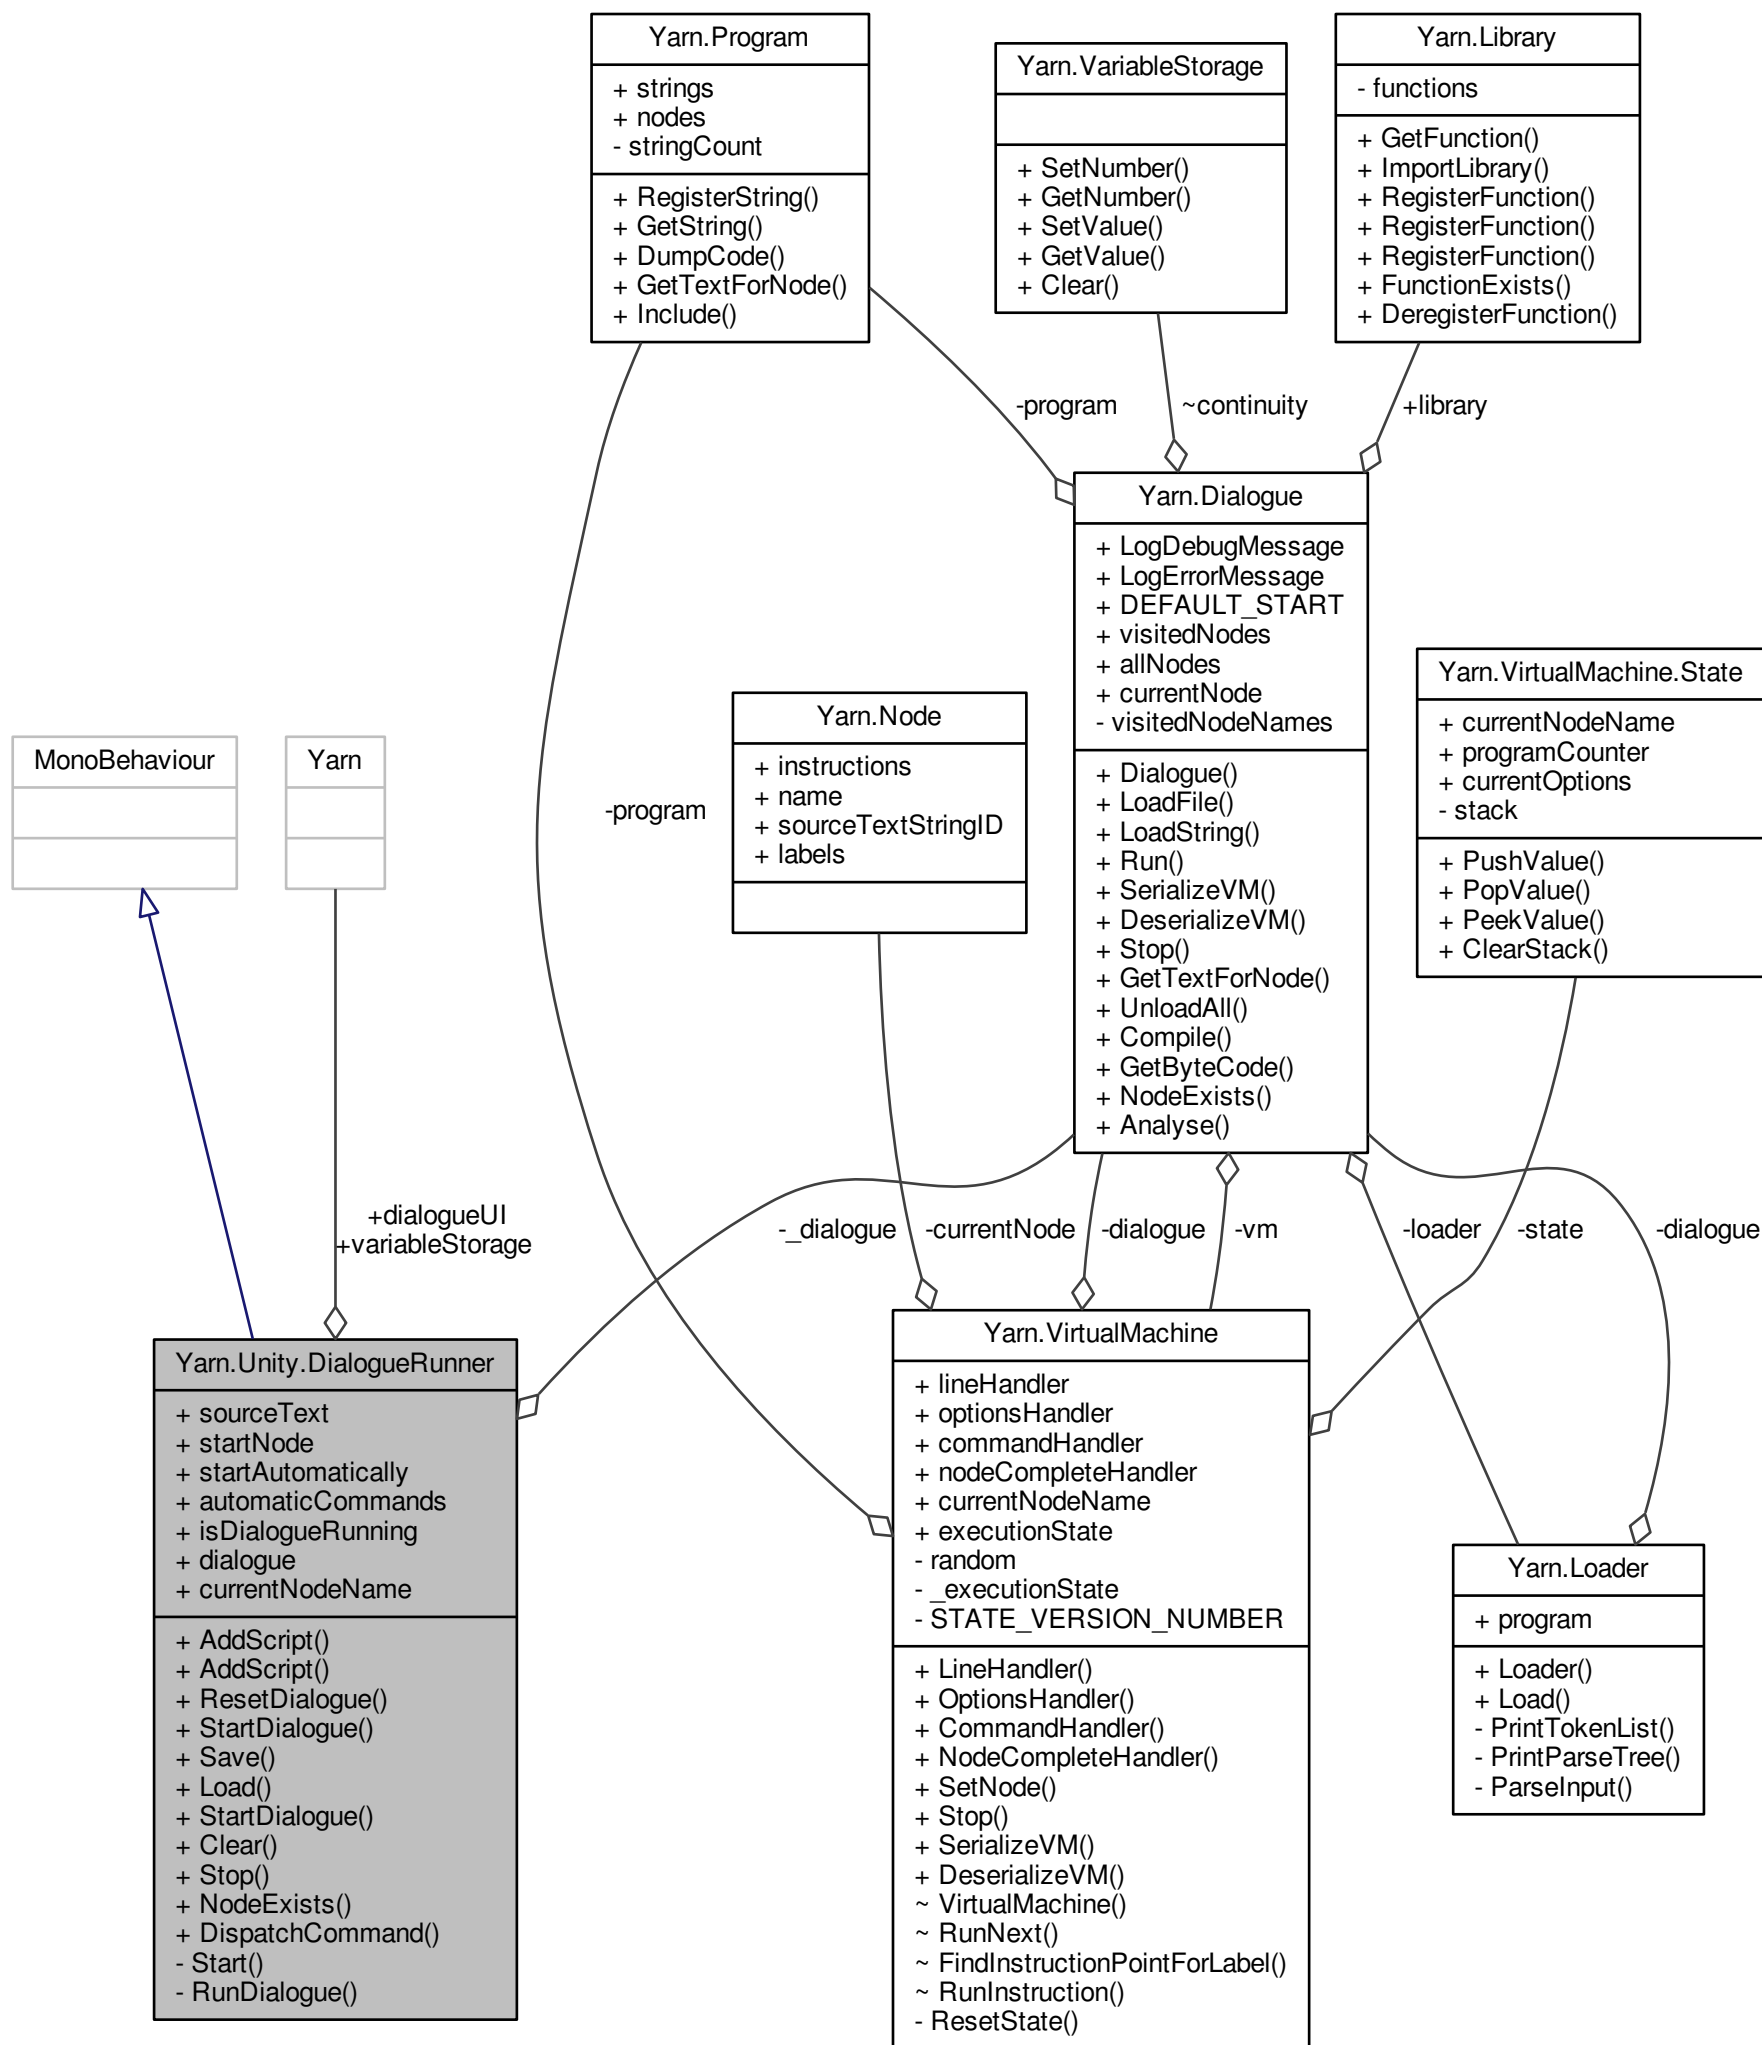 Yarn.Program
+ strings
+ nodes
- stringCount
+ RegisterString()
+ GetString()
+ DumpCode()
+ GetTextForNode()
+ Include()
Yarn.VariableStorage
+ SetNumber()
+ GetNumber()
+ SetValue()
+ GetValue()
+ Clear()
Yarn.Library
- functions
+ GetFunction()
+ ImportLibrary()
+ RegisterFunction()
+ RegisterFunction()
+ RegisterFunction()
+ FunctionExists()
+ DeregisterFunction()
-program
~continuity
+library
Yarn.Dialogue
+ LogDebugMessage
+ LogErrorMessage
+ DEFAULT_START
+ visitedNodes
+ allNodes
+ currentNode
- visitedNodeNames
+ Dialogue()
+ LoadFile()
+ LoadString()
+ Run()
+ SerializeVM()
+ DeserializeVM()
+ Stop()
+ GetTextForNode()
+ UnloadAll()
+ Compile()
+ GetByteCode()
+ NodeExists()
+ Analyse()
Yarn.VirtualMachine.State
+ currentNodeName
+ programCounter
+ currentOptions
- stack
+ PushValue()
+ PopValue()
+ PeekValue()
+ ClearStack()
Yarn.Node
+ instructions
+ name
+ sourceTextStringID
+ labels
MonoBehaviour
Yarn
-program
+dialogueUI
+variableStorage
-_dialogue
-currentNode
-dialogue
-vm
-loader
-state
-dialogue
Yarn.Unity.DialogueRunner
+ sourceText
+ startNode
+ startAutomatically
+ automaticCommands
+ isDialogueRunning
+ dialogue
+ currentNodeName
+ AddScript()
+ AddScript()
+ ResetDialogue()
+ StartDialogue()
+ Save()
+ Load()
+ StartDialogue()
+ Clear()
+ Stop()
+ NodeExists()
+ DispatchCommand()
- Start()
- RunDialogue()
Yarn.VirtualMachine
+ lineHandler
+ optionsHandler
+ commandHandler
+ nodeCompleteHandler
+ currentNodeName
+ executionState
- random
- _executionState
- STATE_VERSION_NUMBER
+ LineHandler()
+ OptionsHandler()
+ CommandHandler()
+ NodeCompleteHandler()
+ SetNode()
+ Stop()
+ SerializeVM()
+ DeserializeVM()
~ VirtualMachine()
~ RunNext()
~ FindInstructionPointForLabel()
~ RunInstruction()
- ResetState()
Yarn.Loader
+ program
+ Loader()
+ Load()
- PrintTokenList()
- PrintParseTree()
- ParseInput()